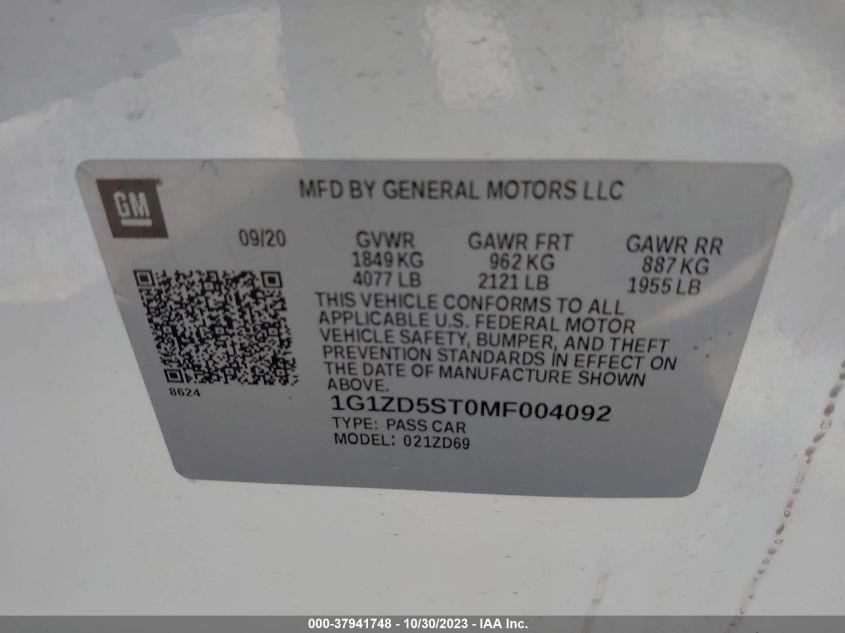 GM
MFD BY GENERAL MOTORS LLC
09/20 GVWR GAWR FRT GAWR RR
1849 KG 962 KG 887 KG
4077 LB 2121 LB 1955 LB
THIS VEHICLE CONFORMS TO ALL
APPLICABLE U.S. FEDERAL MOTOR
VEHICLE SAFETY, BUMPER, AND THEFT
PREVENTION STANDARDS IN EFFECT ON
THE DATE OF MANUFACTURE SHOWN
ABOVE.
8624
1G1ZD5ST0MF004092
TYPE: PASS CAR
MODEL: 021ZD69
000-37941748 - 10/30/2023 - IAA Inc.